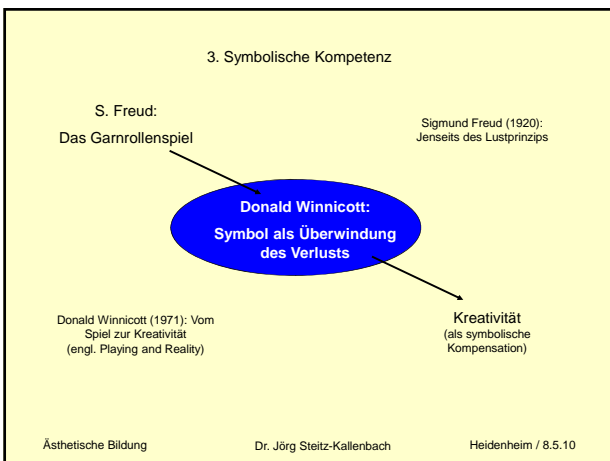 3. Symbolische Kompetenz
S. Freud:
Das Garnrollenspiel
Sigmund Freud (1920):
Jenseits des Lustprinzips
Donald Winnicott:
Symbol als Überwindung
des Verlusts
Donald Winnicott (1971): Vom
Spiel zur Kreativität
(engl. Playing and Reality)
Kreativität
(als symbolische
Kompensation)
Ästhetische Bildung
Dr. Jörg Steitz-Kallenbach
Heidenheim / 8.5.10